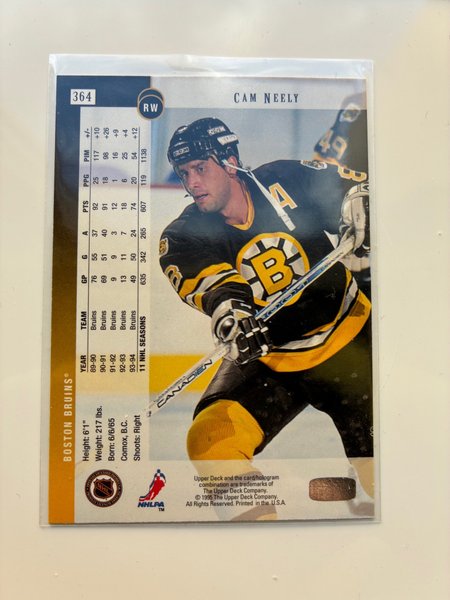 364
RW
CAM NEELY
YEAR TEAM GP G A PTS PPG PIM +/-
89-90 Bruins 76 55 37 92 25 117 +10
90-91 Bruins 69 51 40 91 18 98 +26
91-92 Bruins 9 9 3 12 1 16 +9
92-93 Bruins 13 11 7 18 6 25 +4
93-94 Bruins 49 50 24 74 20 54 +12
11 NHL SEASONS 635 342 265 607 119 1138
BOSTON BRUINS®
Height: 6'1"
Weight: 217 lbs.
Born: 6/6/65
Comox, B.C.
Shoots: Right
A
B
8
49
CANADIEN
NHLPA
TM
Upper Deck and the card/hologram
combination are trademarks of
The Upper Deck Company.
© 1995 The Upper Deck Company.
All Rights Reserved. Printed in the U.S.A.